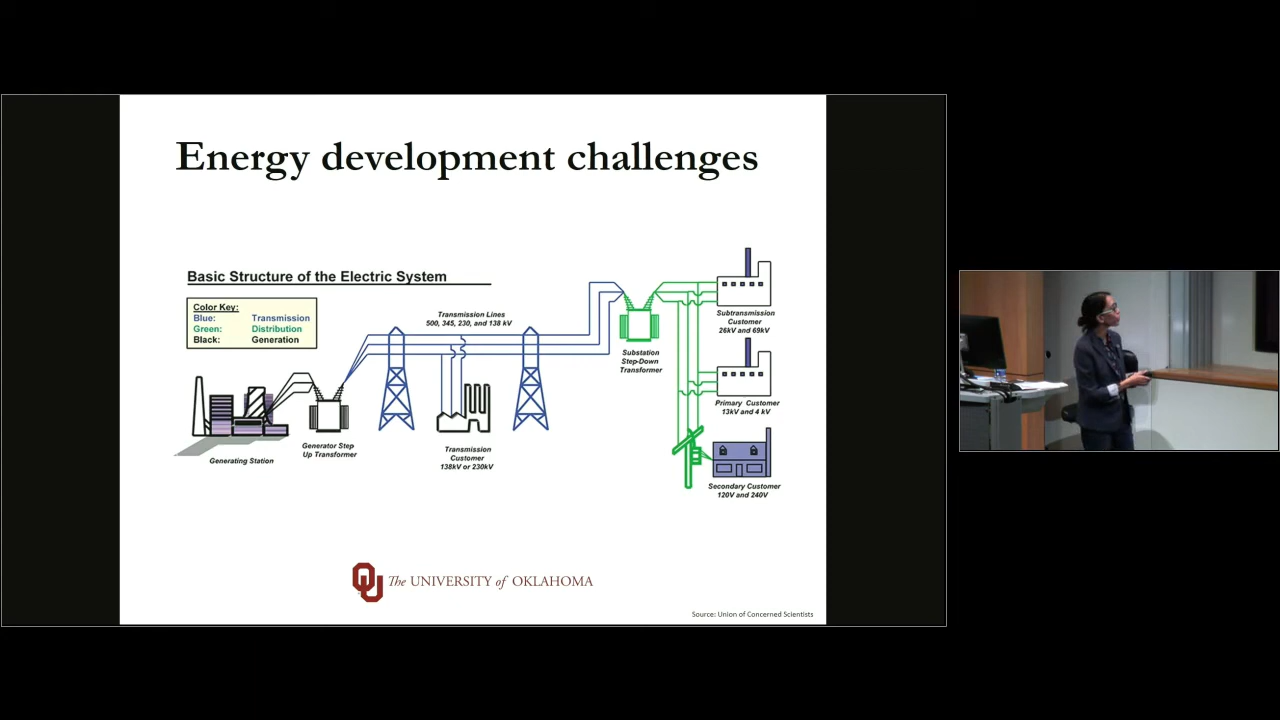 Energy development challenges
Basic Structure of the Electric System
Color Key:
Blue: Transmission
Green: Distribution
Black: Generation
Transmission Lines
500, 345, 230, and 138 kV
Generating Station
Generator Step
Up Transformer
Transmission
Customer
138kV or 230kV
Substation
Step-Down
Transformer
Subtransmission
Customer
26kV and 69kV
Primary Customer
13kV and 4 kV
Secondary Customer
120V and 240V
The UNIVERSITY of OKLAHOMA
Source: Union of Concerned Scientists